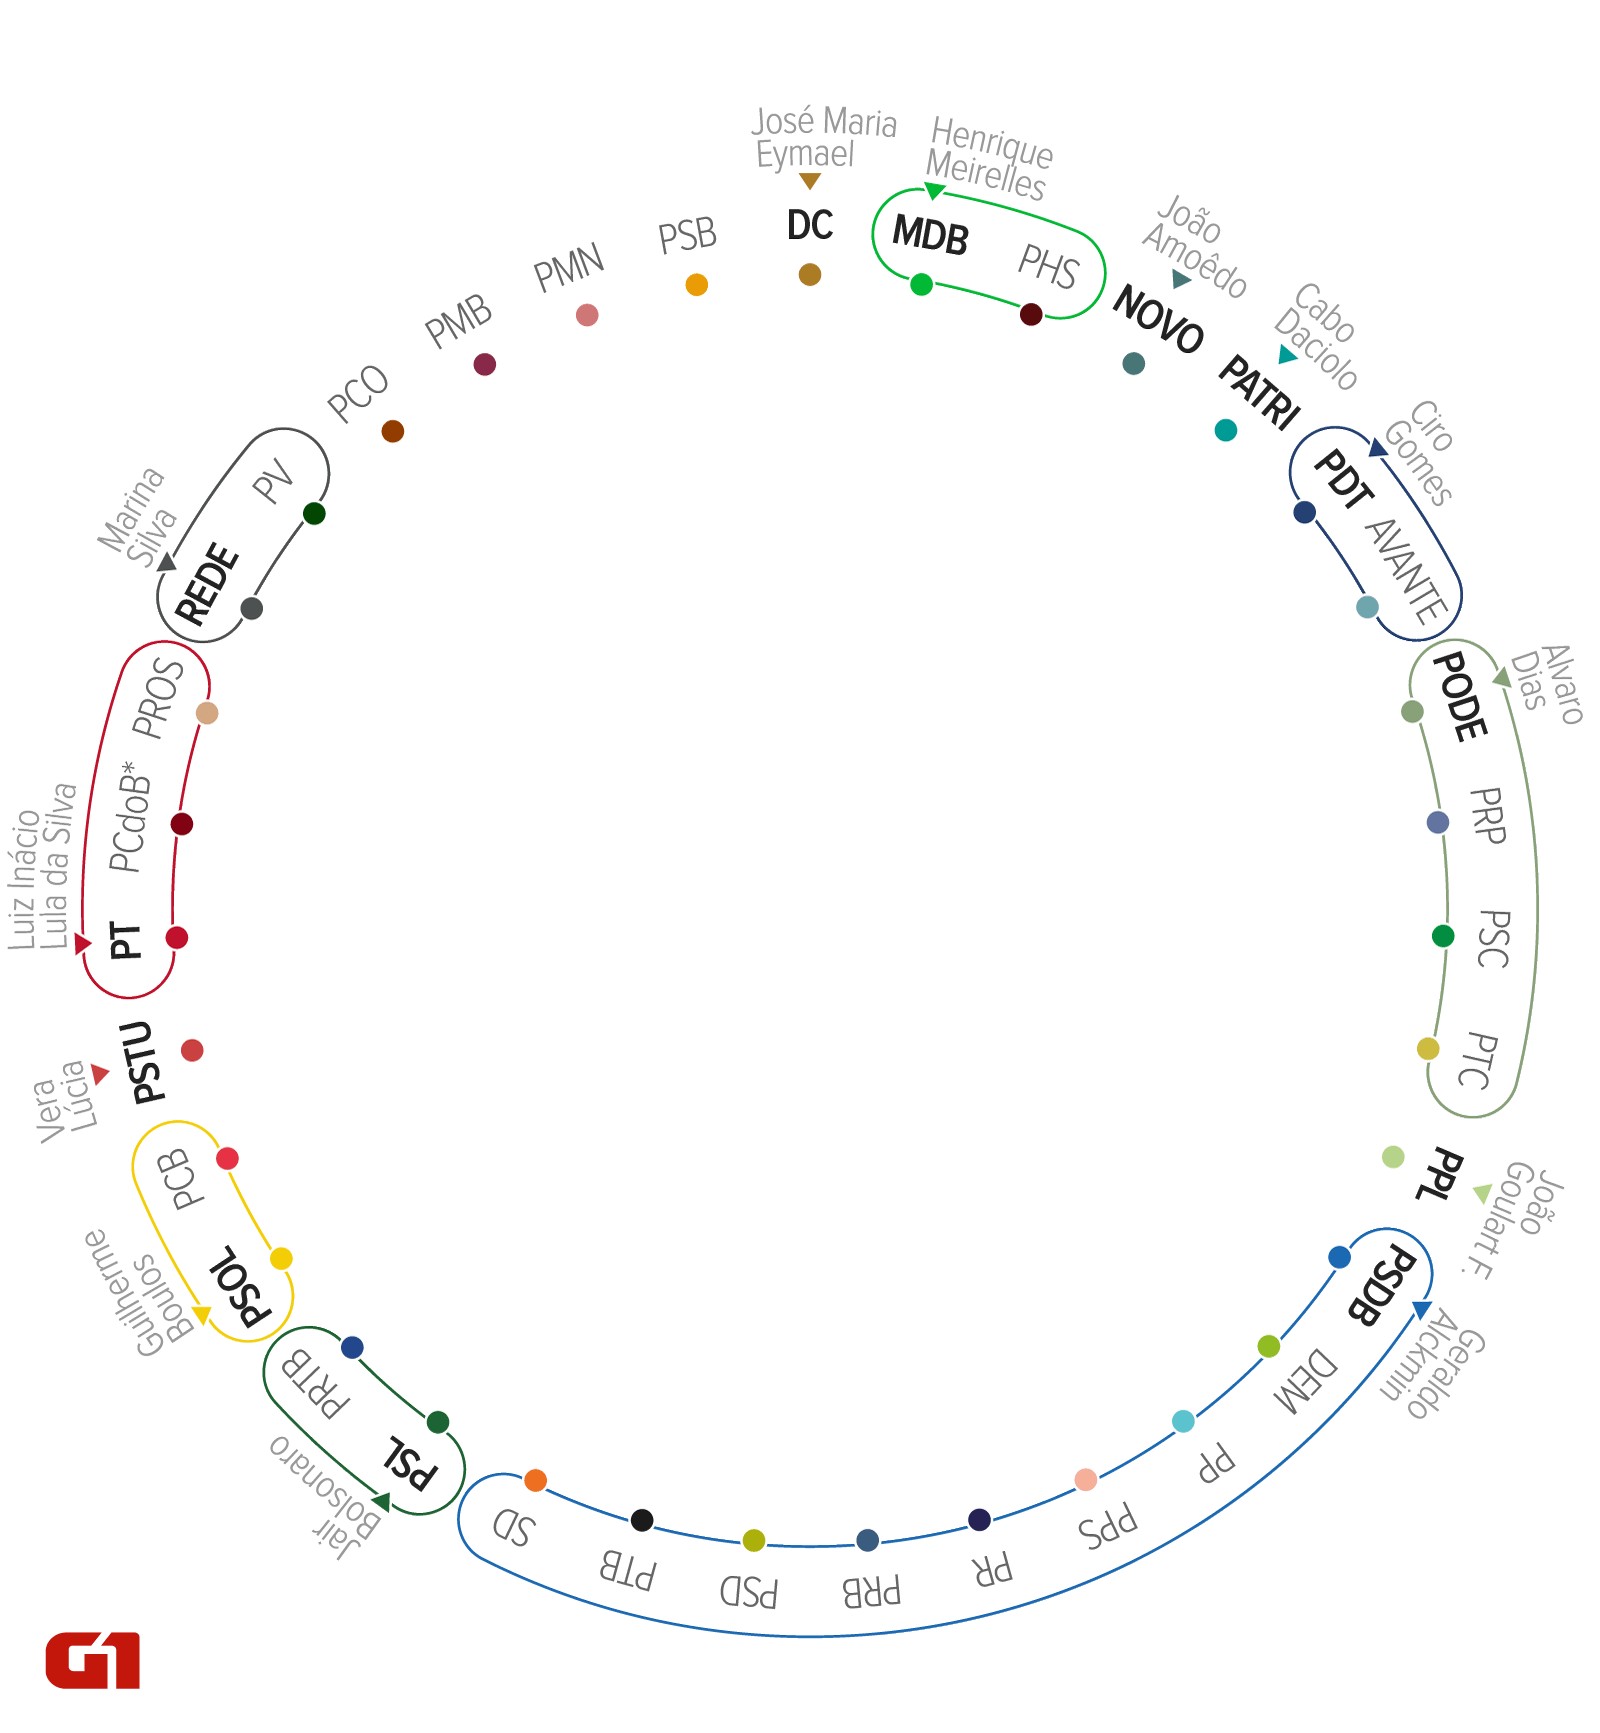 José Maria
Eymael
DC
Henrique
Meirelles
MDB
PHS
João
Amoêdo
NOVO
Cabo
Daciolo
PATRI
Ciro
Gomes
PDT
AVANTE
Alvaro
Dias
PODE
PRP
PSC
PTC
PPL
João
Goulart F.
PSDB
Geraldo
Alckmin
DEM
PP
PPS
PR
PRB
PSD
PTB
SD
PSL
Jair
Bolsonaro
PRTB
PSOL
Guilherme
Boulos
PCB
PSTU
Vera
Lúcia
PT
Luiz Inácio
Lula da Silva
PCdoB*
PROS
REDE
Marina
Silva
PV
PCO
PMB
PMN
PSB
G1